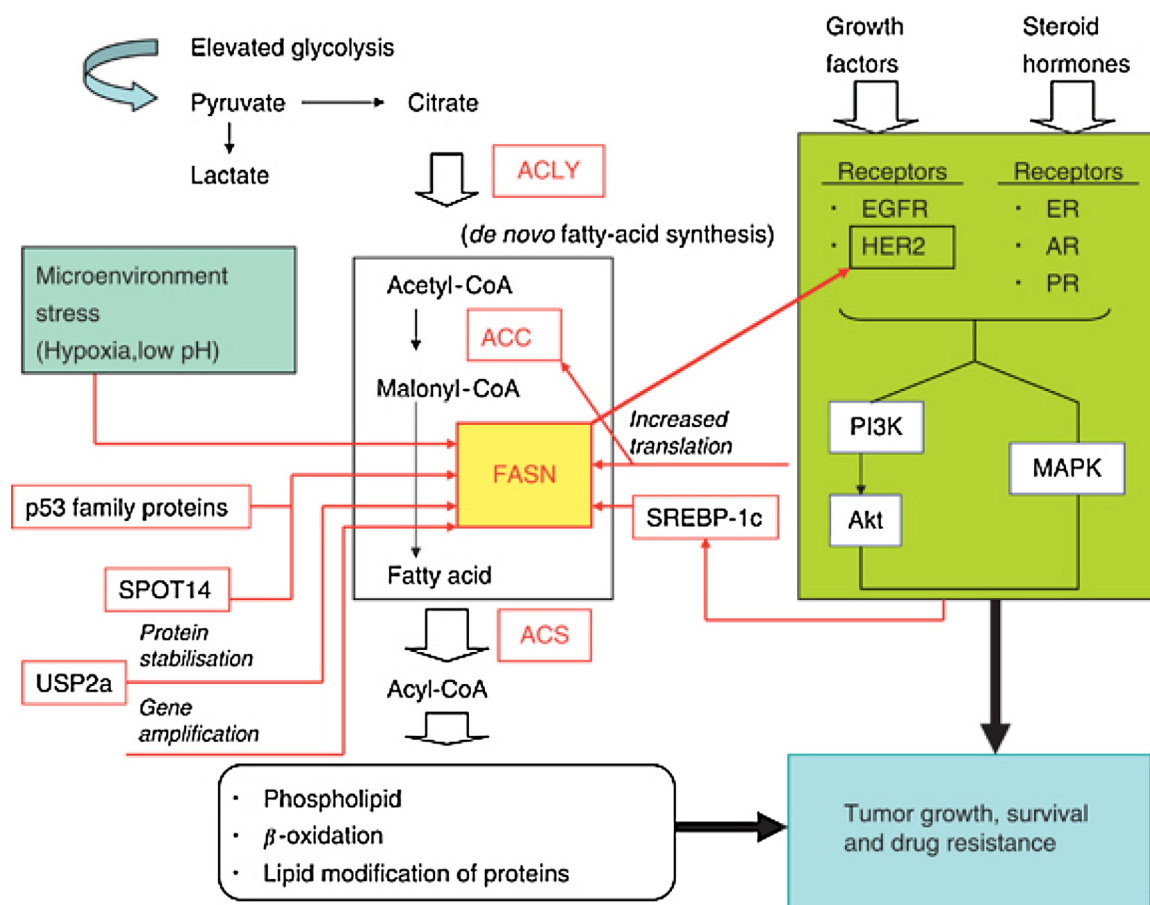 Elevated glycolysis
Pyruvate
Citrate
Lactate
ACLY
(de novo fatty-acid synthesis)
Growth
factors
Steroid
hormones
Receptors
· EGFR
· HER2
Receptors
· ER
· AR
· PR
Microenvironment
stress
(Hypoxia,low pH)
Acetyl-CoA
ACC
Malonyl-CoA
FASN
Increased
translation
PI3K
MAPK
Akt
p53 family proteins
SREBP-1c
SPOT14
Fatty acid
Protein
stabilisation
USP2a
ACS
Gene
amplification
Acyl-CoA
· Phospholipid
· β-oxidation
· Lipid modification of proteins
Tumor growth, survival
and drug resistance